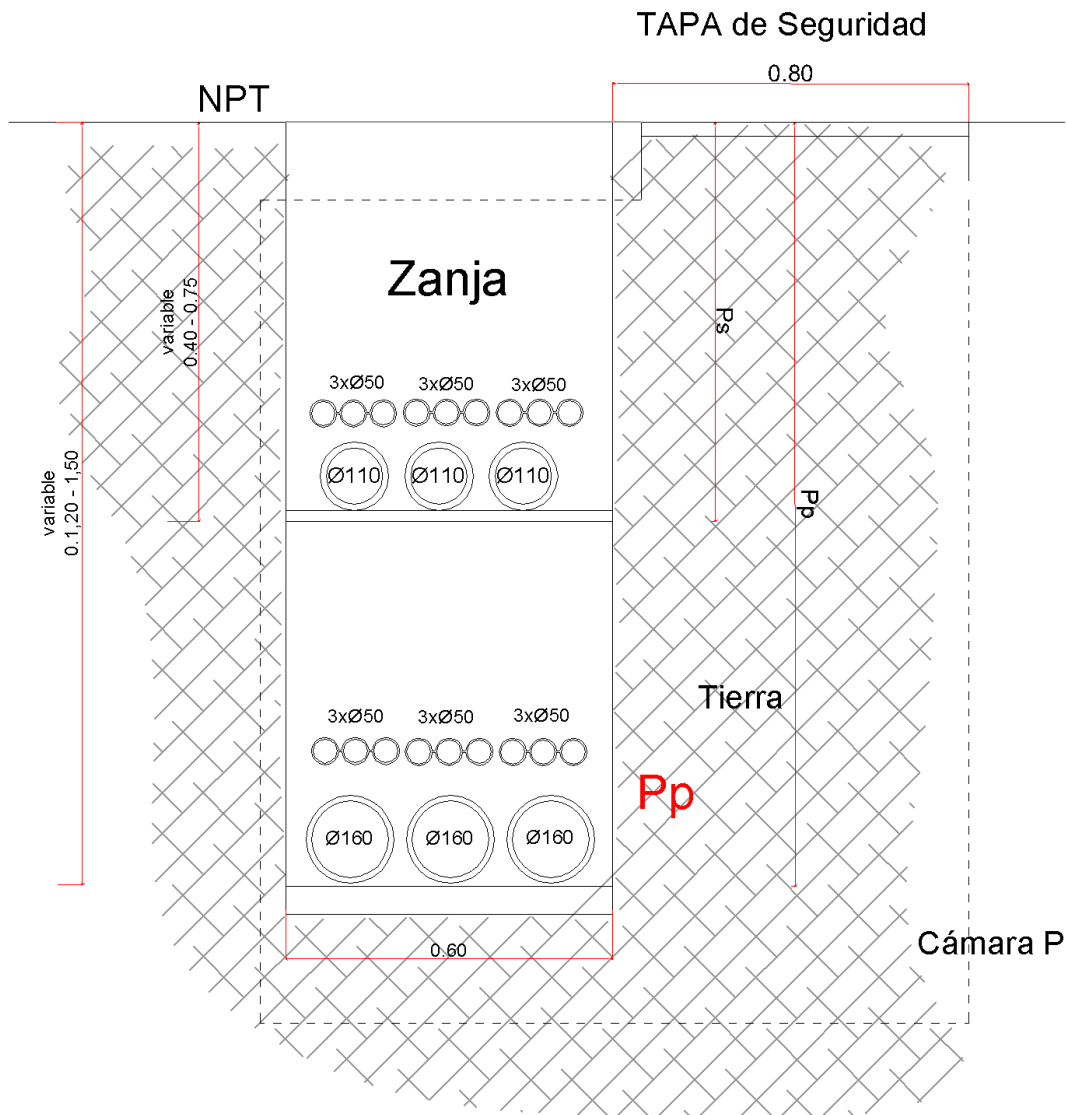 TAPA de Seguridad
0.80
NPT
Zanja
variable
0.40 - 0.75
Ps
3xØ50 3xØ50 3xØ50
Ø110 Ø110 Ø110
variable
0.1,20 - 1,50
Pp
Tierra
3xØ50 3xØ50 3xØ50
Pp
Ø160 Ø160 Ø160
Cámara P
0.60